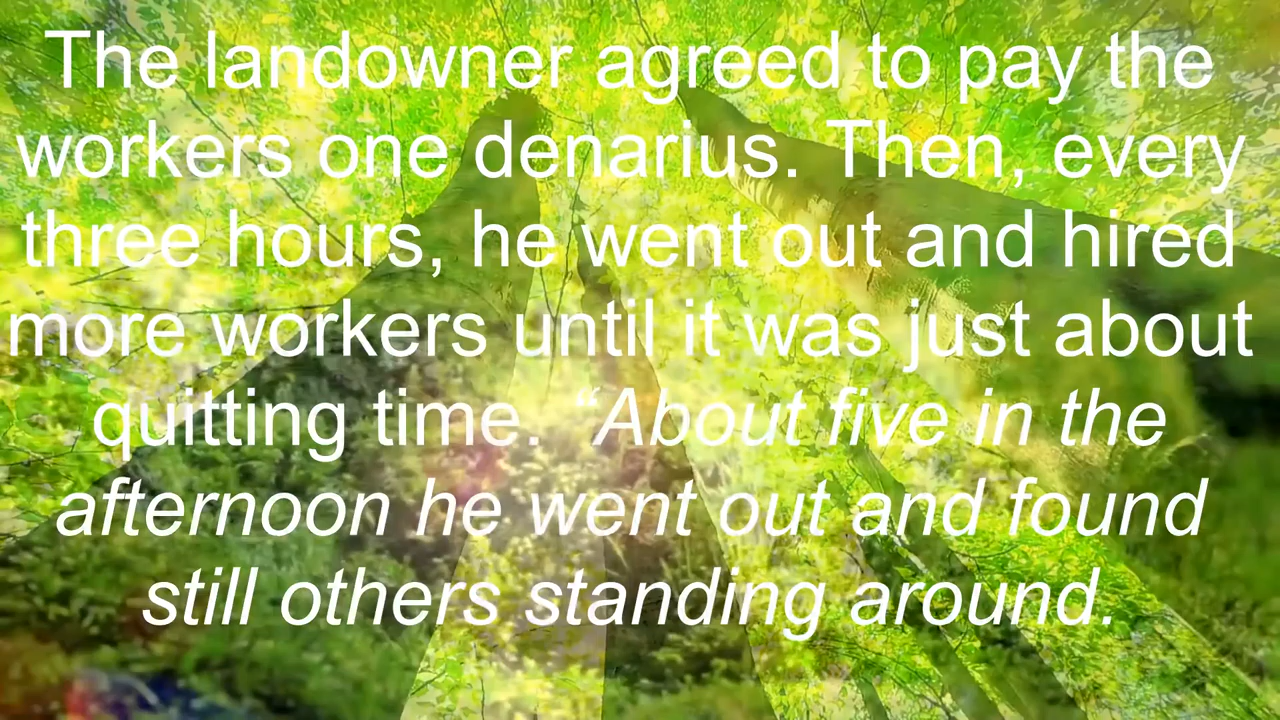 The landowner agreed to pay the
workers one denarius. Then, every
three hours, he went out and hired
more workers until it was just about
quitting time. “About five in the
afternoon he went out and found
still others standing around.